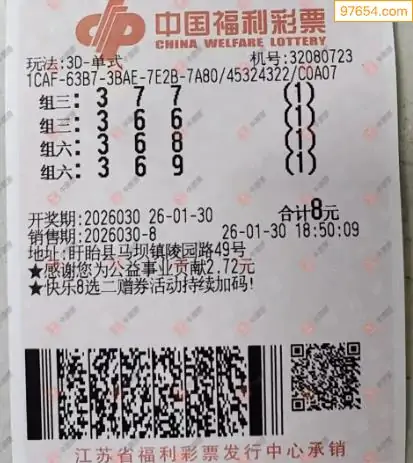 97654.com
中国福利彩票
CHINA WELFARE LOTTERY
玩法:3D-单式 机号:32080723
1CAF-63B7-3BAE-7E2B-7A80/45324322/C0A07
组三: 3 7 7 (1)
组三: 3 6 6 (1)
组六: 3 6 8 (1)
组六: 3 6 9 (1)
开奖期:2026030 26-01-30 合计8元
销售期:2026030-8 26-01-30 18:50:09
地址:盱眙县马坝镇陵园路49号
★感谢您为公益事业贡献2.72元
★快乐8选二赠券活动持续加码!
江苏省福利彩票发行中心承销